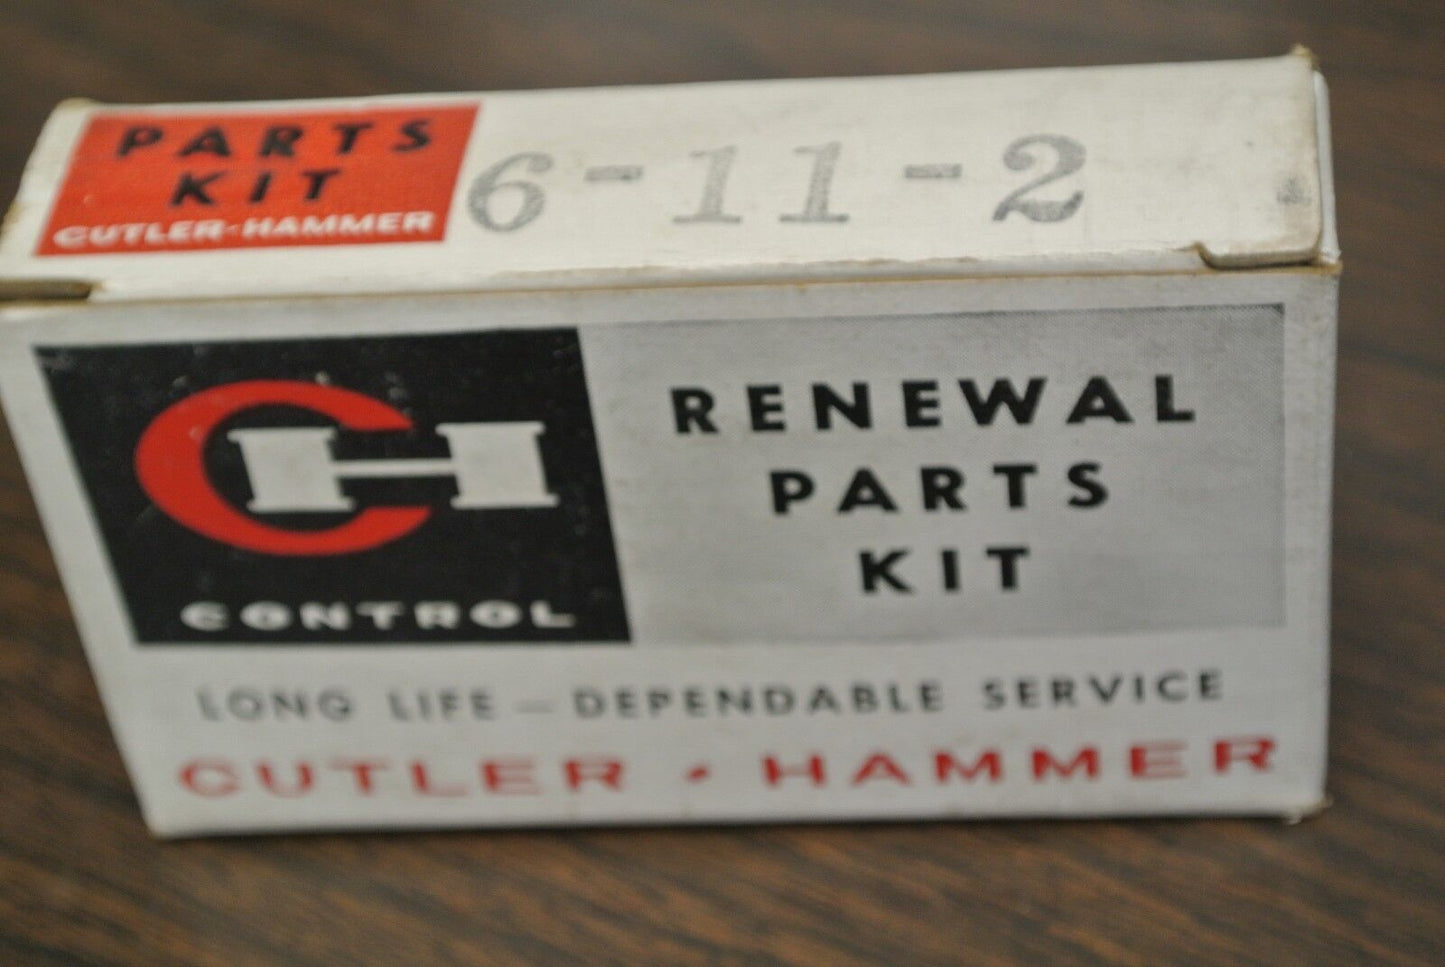 PARTS
KIT
CUTLER-HAMMER
6-11-2
CH
CONTROL
RENEWAL
PARTS
KIT
LONG LIFE — DEPENDABLE SERVICE
CUTLER • HAMMER